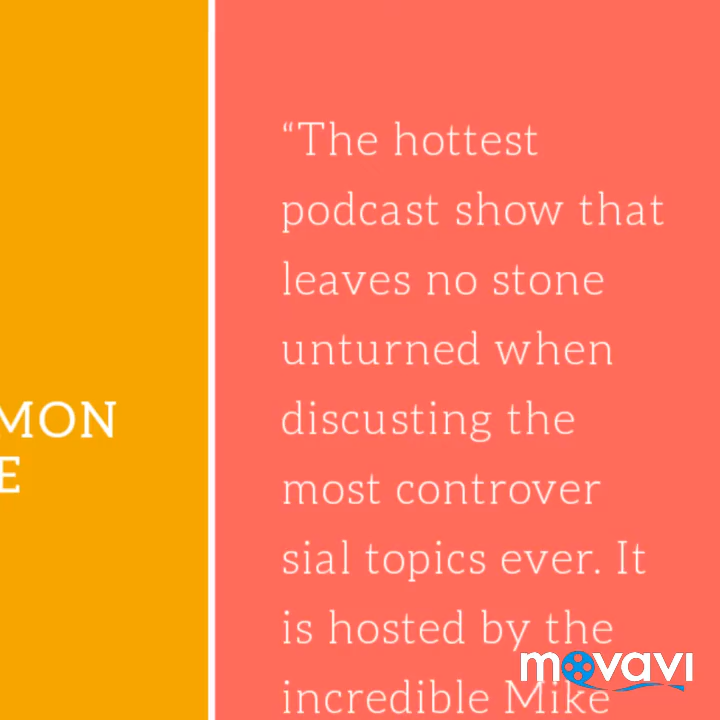 MON
E
“The hottest
podcast show that
leaves no stone
unturned when
discusting the
most controver
sial topics ever. It
is hosted by the
incredible Mike
movavi